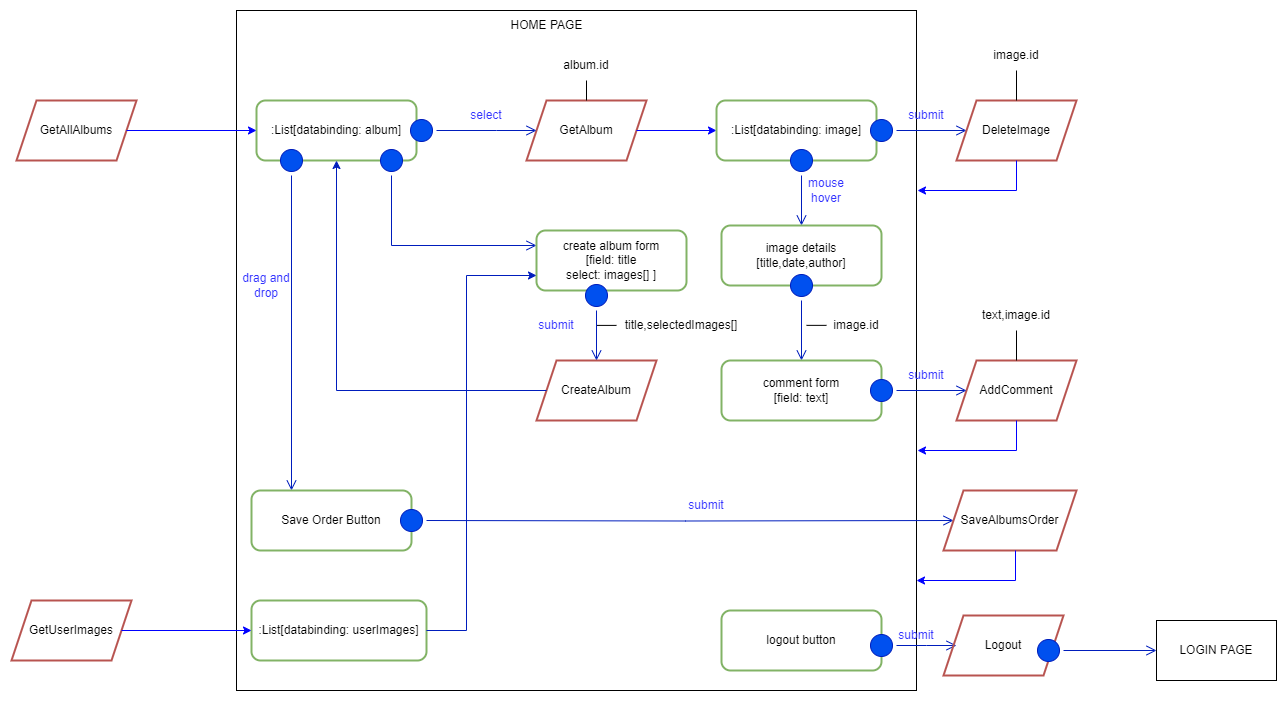 HOME PAGE
album.id
image.id
GetAllAlbums
:List[databinding: album]
select
GetAlbum
:List[databinding: image]
submit
DeleteImage
mouse
hover
create album form
[field: title
select: images[] ]
image details
[title,date,author]
drag and
drop
submit
title,selectedImages[]
image.id
text,image.id
CreateAlbum
comment form
[field: text]
submit
AddComment
Save Order Button
submit
SaveAlbumsOrder
GetUserImages
:List[databinding: userImages]
logout button
submit
Logout
LOGIN PAGE